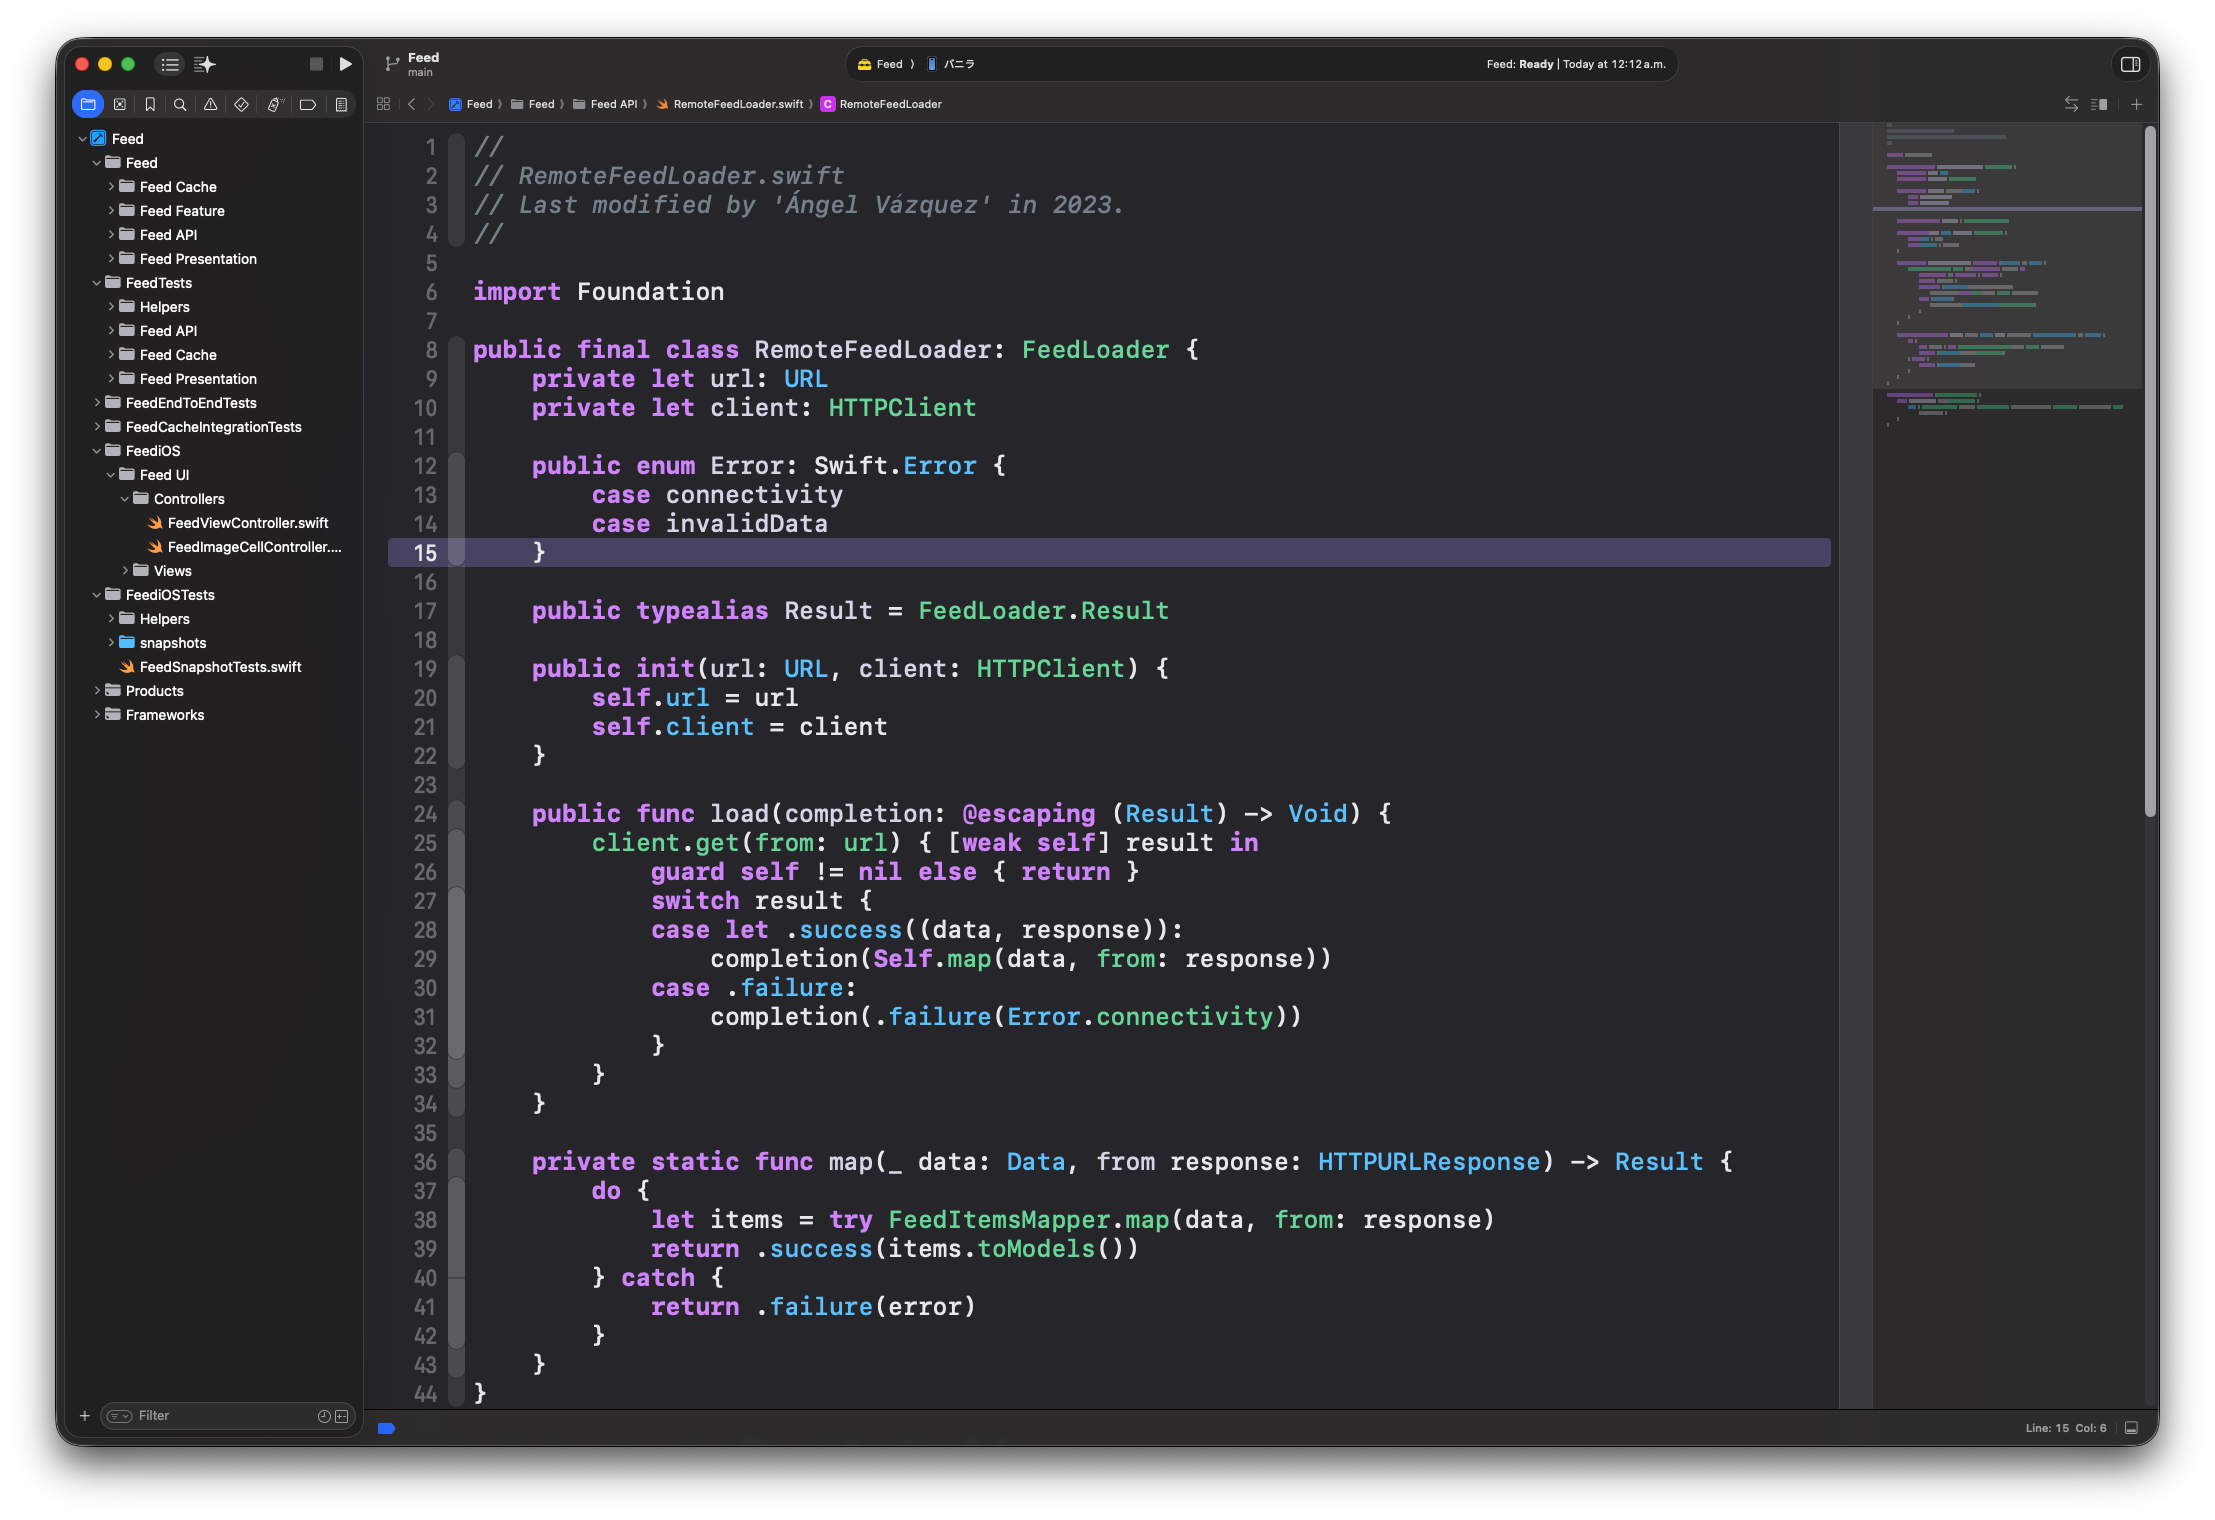 Feed
main
Feed 〉 バニラ
Feed: Ready | Today at 12:12 a.m.
Feed 〉 Feed 〉 Feed API 〉 RemoteFeedLoader.swift 〉 C RemoteFeedLoader
Feed
Feed
Feed Cache
Feed Feature
Feed API
Feed Presentation
FeedTests
Helpers
Feed API
Feed Cache
Feed Presentation
FeedEndToEndTests
FeedCacheIntegrationTests
FeediOS
Feed UI
Controllers
FeedViewController.swift
FeedImageCellController....
Views
FeediOSTests
Helpers
snapshots
FeedSnapshotTests.swift
Products
Frameworks
Filter
1 //
2 // RemoteFeedLoader.swift
3 // Last modified by 'Ángel Vázquez' in 2023.
4 //
5
6 import Foundation
7
8 public final class RemoteFeedLoader: FeedLoader {
9     private let url: URL
10     private let client: HTTPClient
11
12     public enum Error: Swift.Error {
13         case connectivity
14         case invalidData
15     }
16
17     public typealias Result = FeedLoader.Result
18
19     public init(url: URL, client: HTTPClient) {
20         self.url = url
21         self.client = client
22     }
23
24     public func load(completion: @escaping (Result) -> Void) {
25         client.get(from: url) { [weak self] result in
26             guard self != nil else { return }
27             switch result {
28             case let .success((data, response)):
29                 completion(Self.map(data, from: response))
30             case .failure:
31                 completion(.failure(Error.connectivity))
32             }
33         }
34     }
35
36     private static func map(_ data: Data, from response: HTTPURLResponse) -> Result {
37         do {
38             let items = try FeedItemsMapper.map(data, from: response)
39             return .success(items.toModels())
40         } catch {
41             return .failure(error)
42         }
43     }
44 }
Line: 15 Col: 6